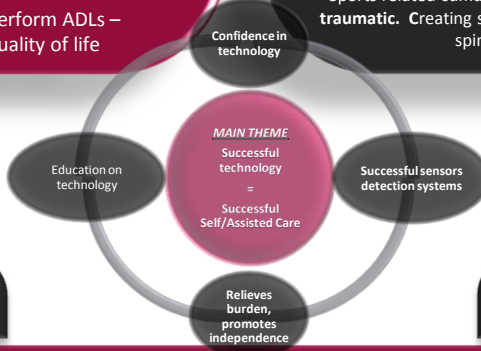 erform ADLs –
uality of life
traumatic. Creating s
spin
Confidence in
technology
MAIN THEME
Successful
technology
=
Successful
Self/Assisted Care
Education on
technology
Successful sensors
detection systems
Relieves
burden,
promotes
independence